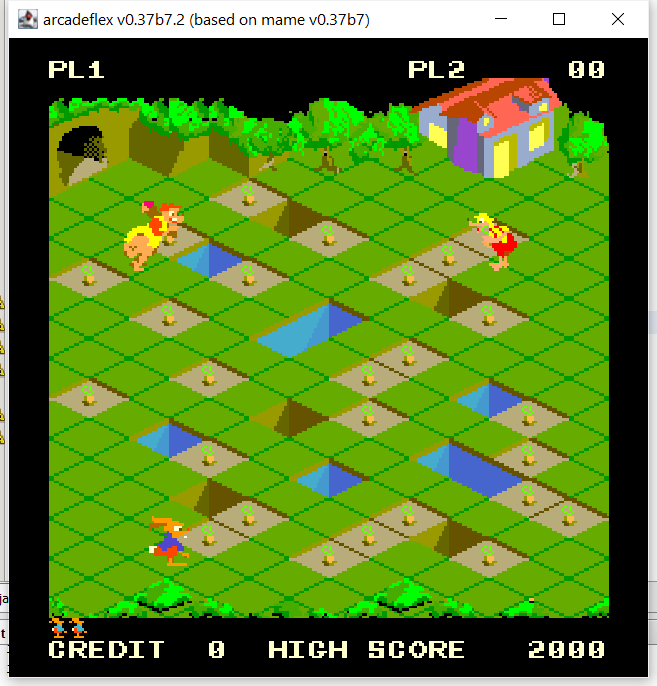 arcadeflex v0.37b7.2 (based on mame v0.37b7)
PL1 PL2 00
CREDIT 0 HIGH SCORE 2000